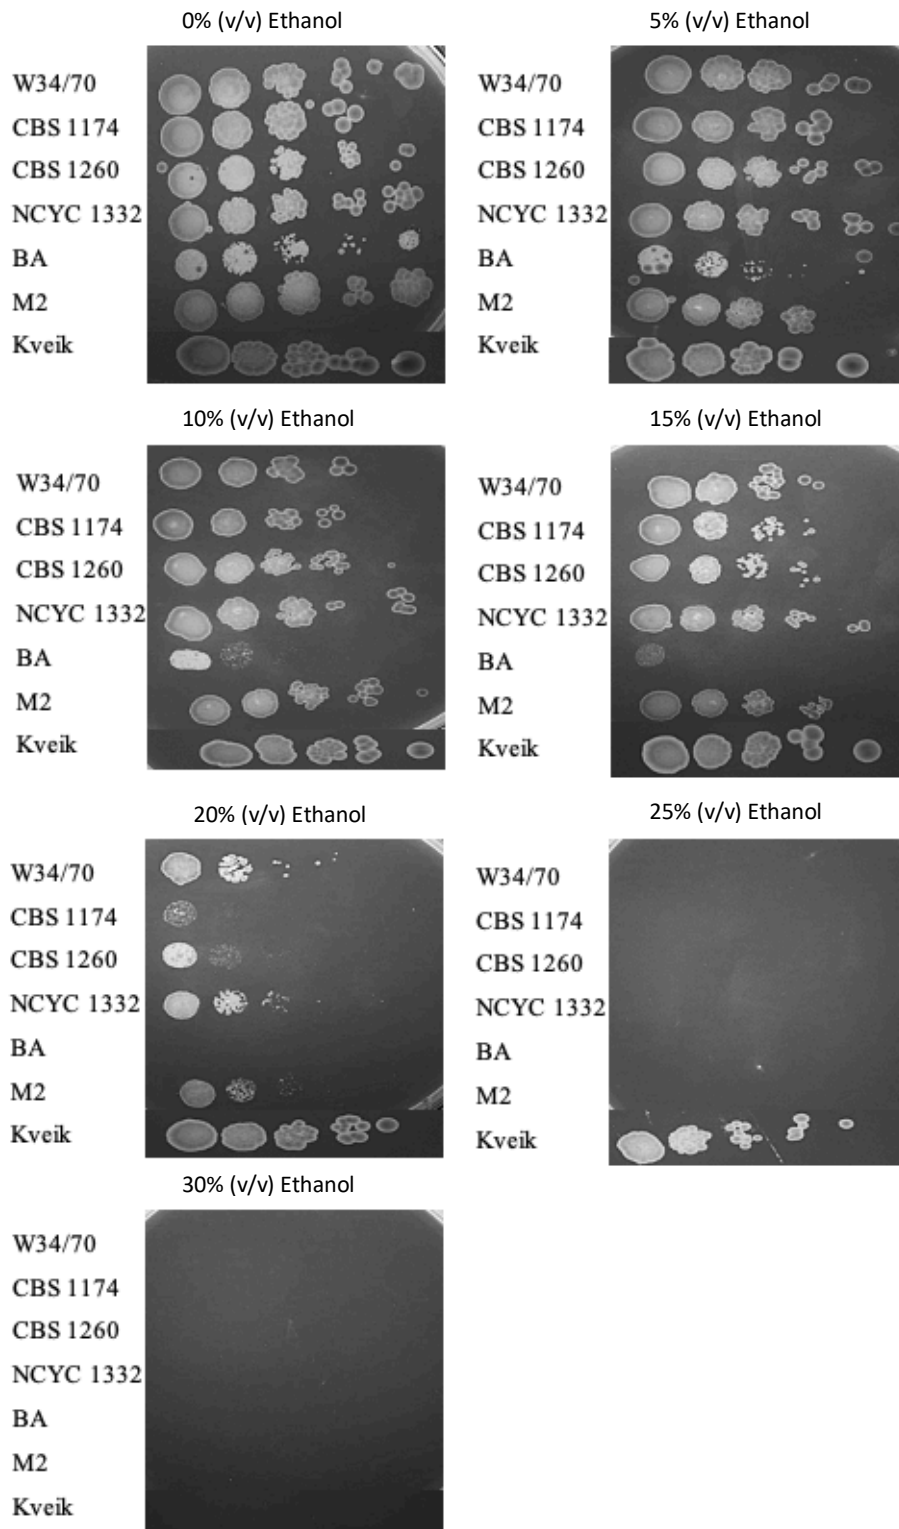 0% (v/v) Ethanol
W34/70
CBS 1174
CBS 1260
NCYC 1332
BA
M2
Kveik
5% (v/v) Ethanol
W34/70
CBS 1174
CBS 1260
NCYC 1332
BA
M2
Kveik
10% (v/v) Ethanol
W34/70
CBS 1174
CBS 1260
NCYC 1332
BA
M2
Kveik
15% (v/v) Ethanol
W34/70
CBS 1174
CBS 1260
NCYC 1332
BA
M2
Kveik
20% (v/v) Ethanol
W34/70
CBS 1174
CBS 1260
NCYC 1332
BA
M2
Kveik
25% (v/v) Ethanol
W34/70
CBS 1174
CBS 1260
NCYC 1332
BA
M2
Kveik
30% (v/v) Ethanol
W34/70
CBS 1174
CBS 1260
NCYC 1332
BA
M2
Kveik